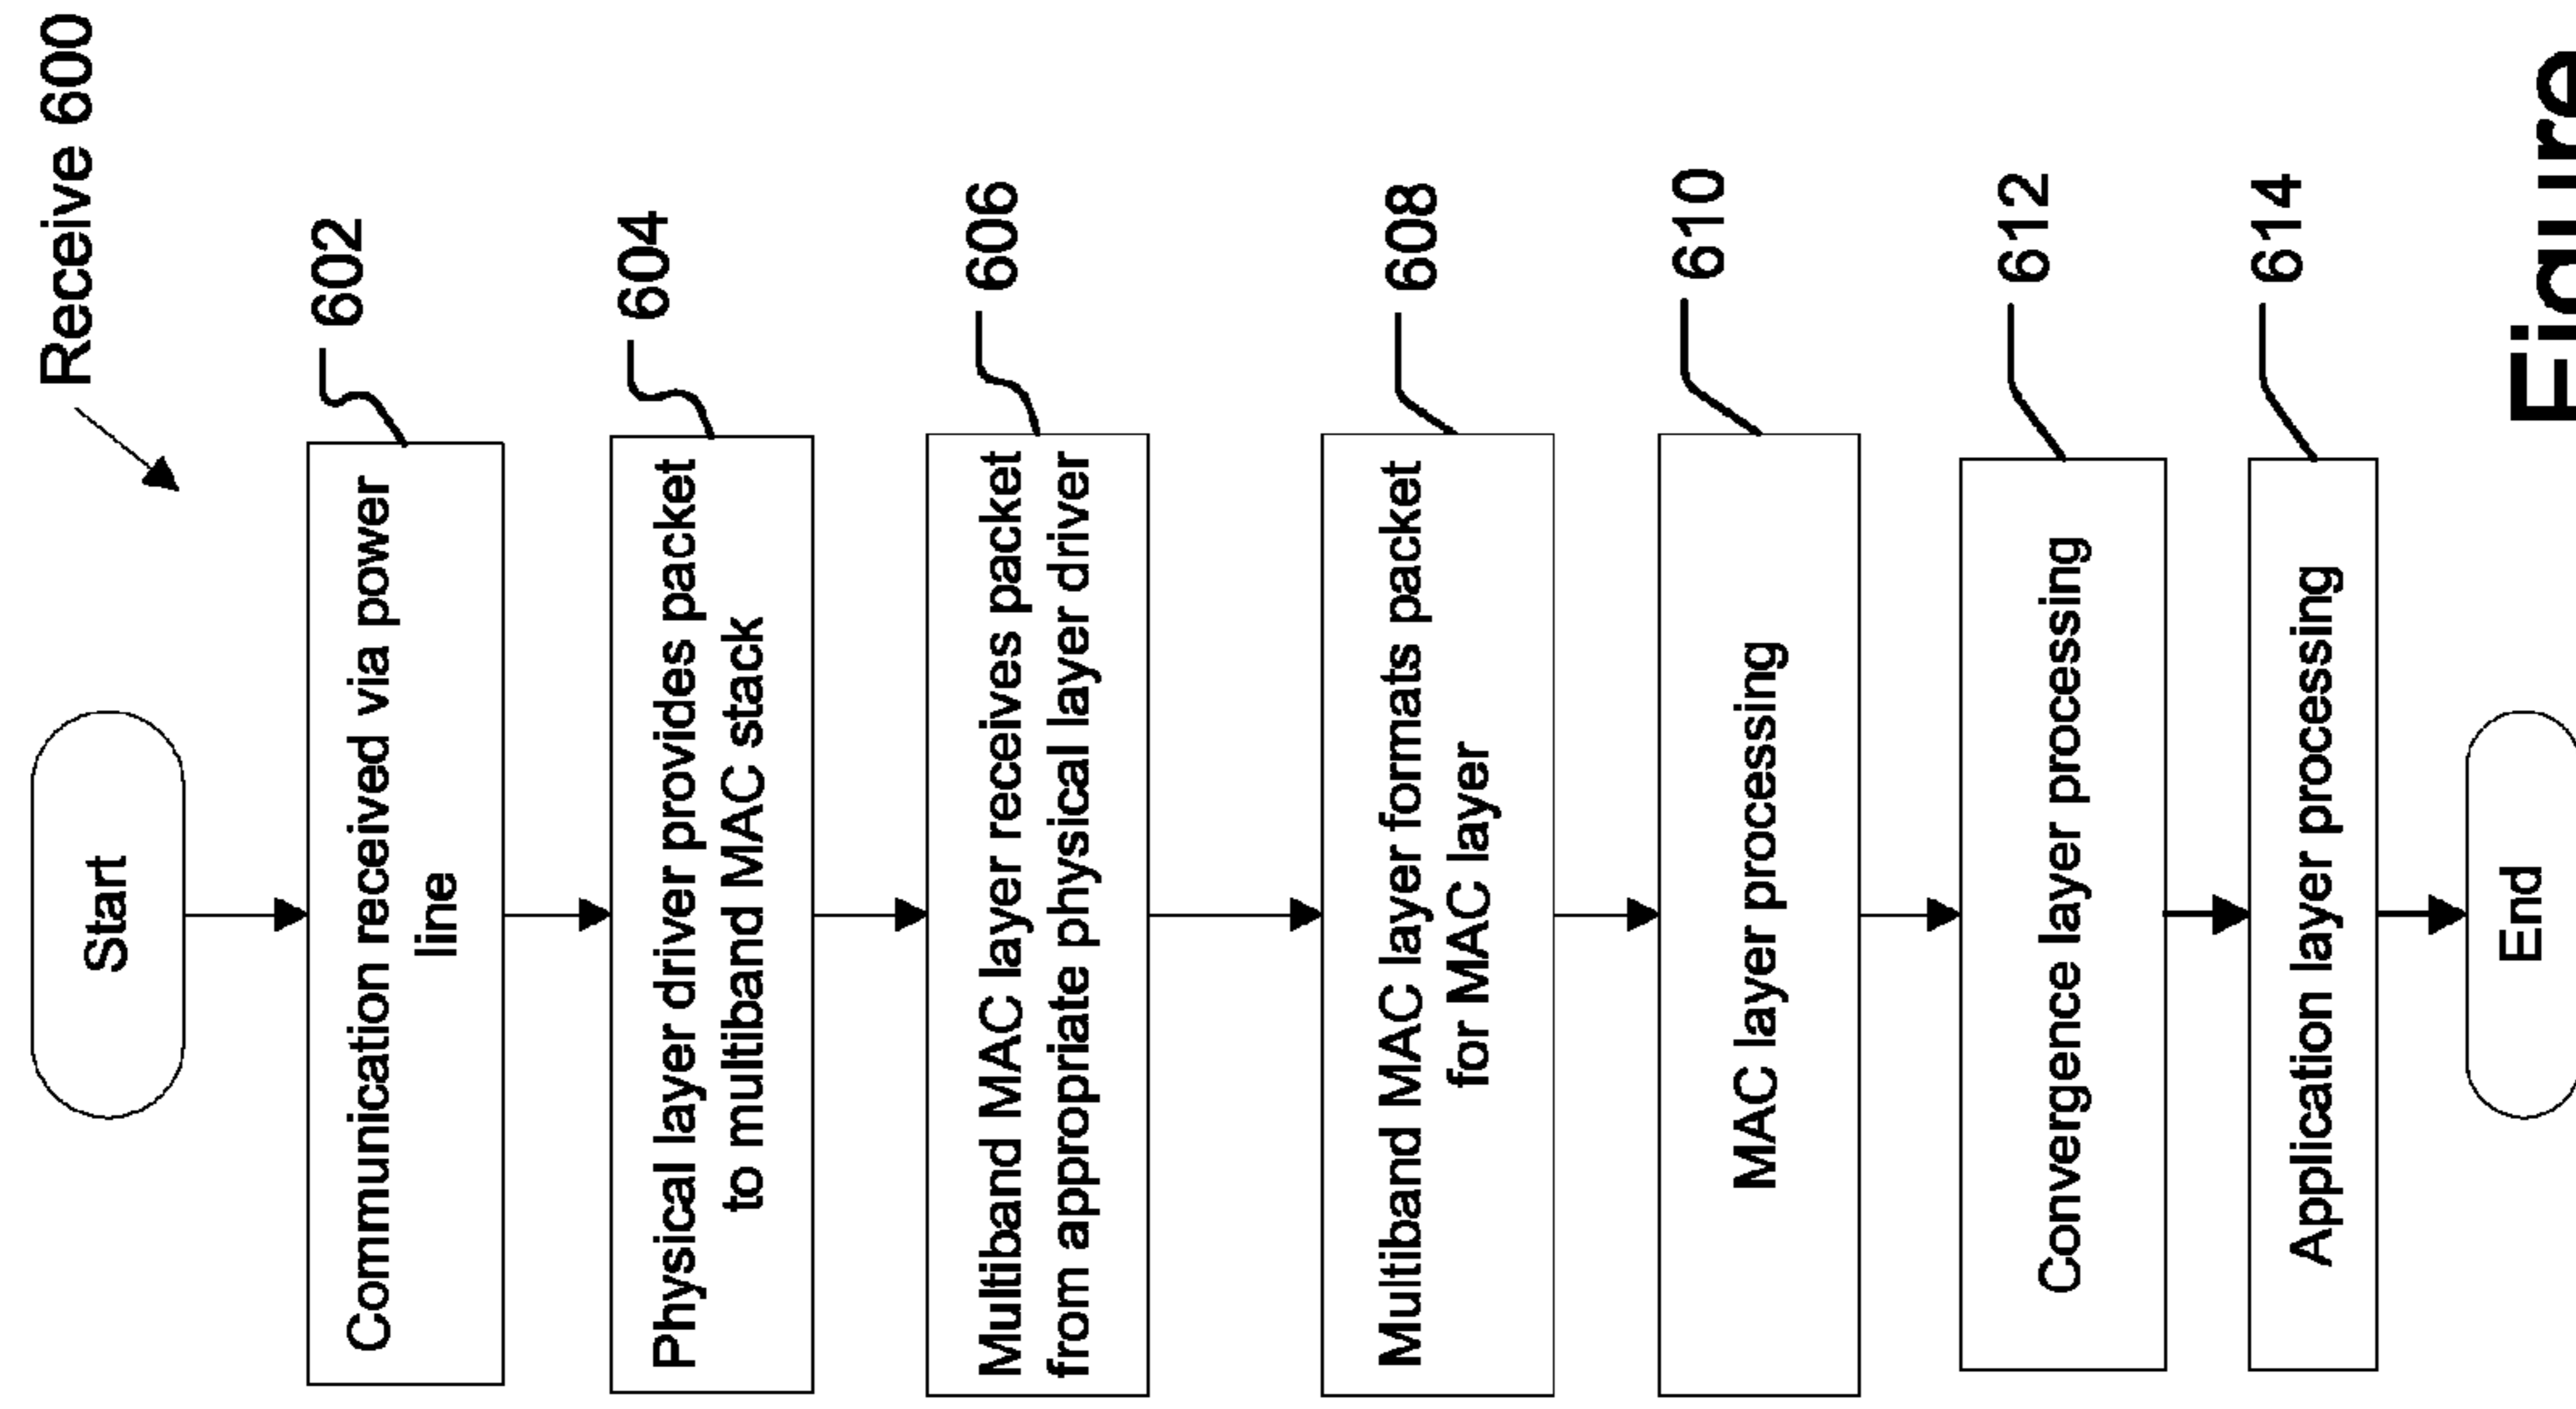 Receive 600
Start
Communication received via power
line
602
Physical layer driver provides packet
to multiband MAC stack
604
Multiband MAC layer receives packet
from appropriate physical layer driver
606
Multiband MAC layer formats packet
for MAC layer
608
MAC layer processing
610
Convergence layer processing
612
Application layer processing
614
End
Figure